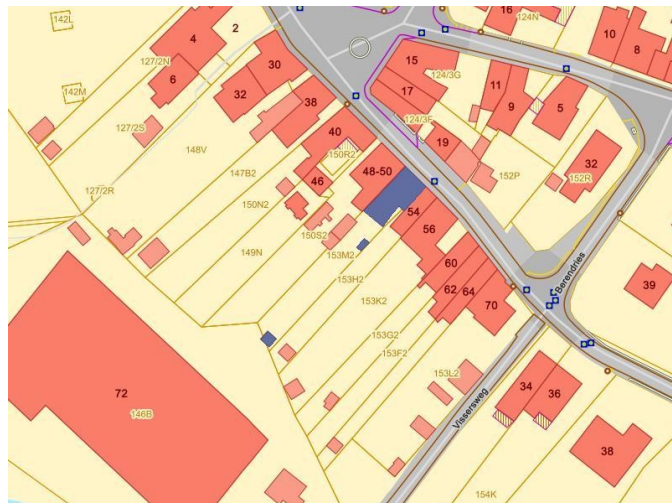 142L
4
2
16
124N
10
8
127/2N
6
30
15
124/3G
142M
32
38
17
11
9
5
127/2S
124/3F
40
19
148V
150R2
32
48-50
152P
152R
147B2
46
127/2R
54
150N2
56
150S2
149N
153M2
60
39
153H2
62
64
Berendries
153K2
70
153G2
153F2
153L2
34
36
72
146B
Vissersweg
38
154K